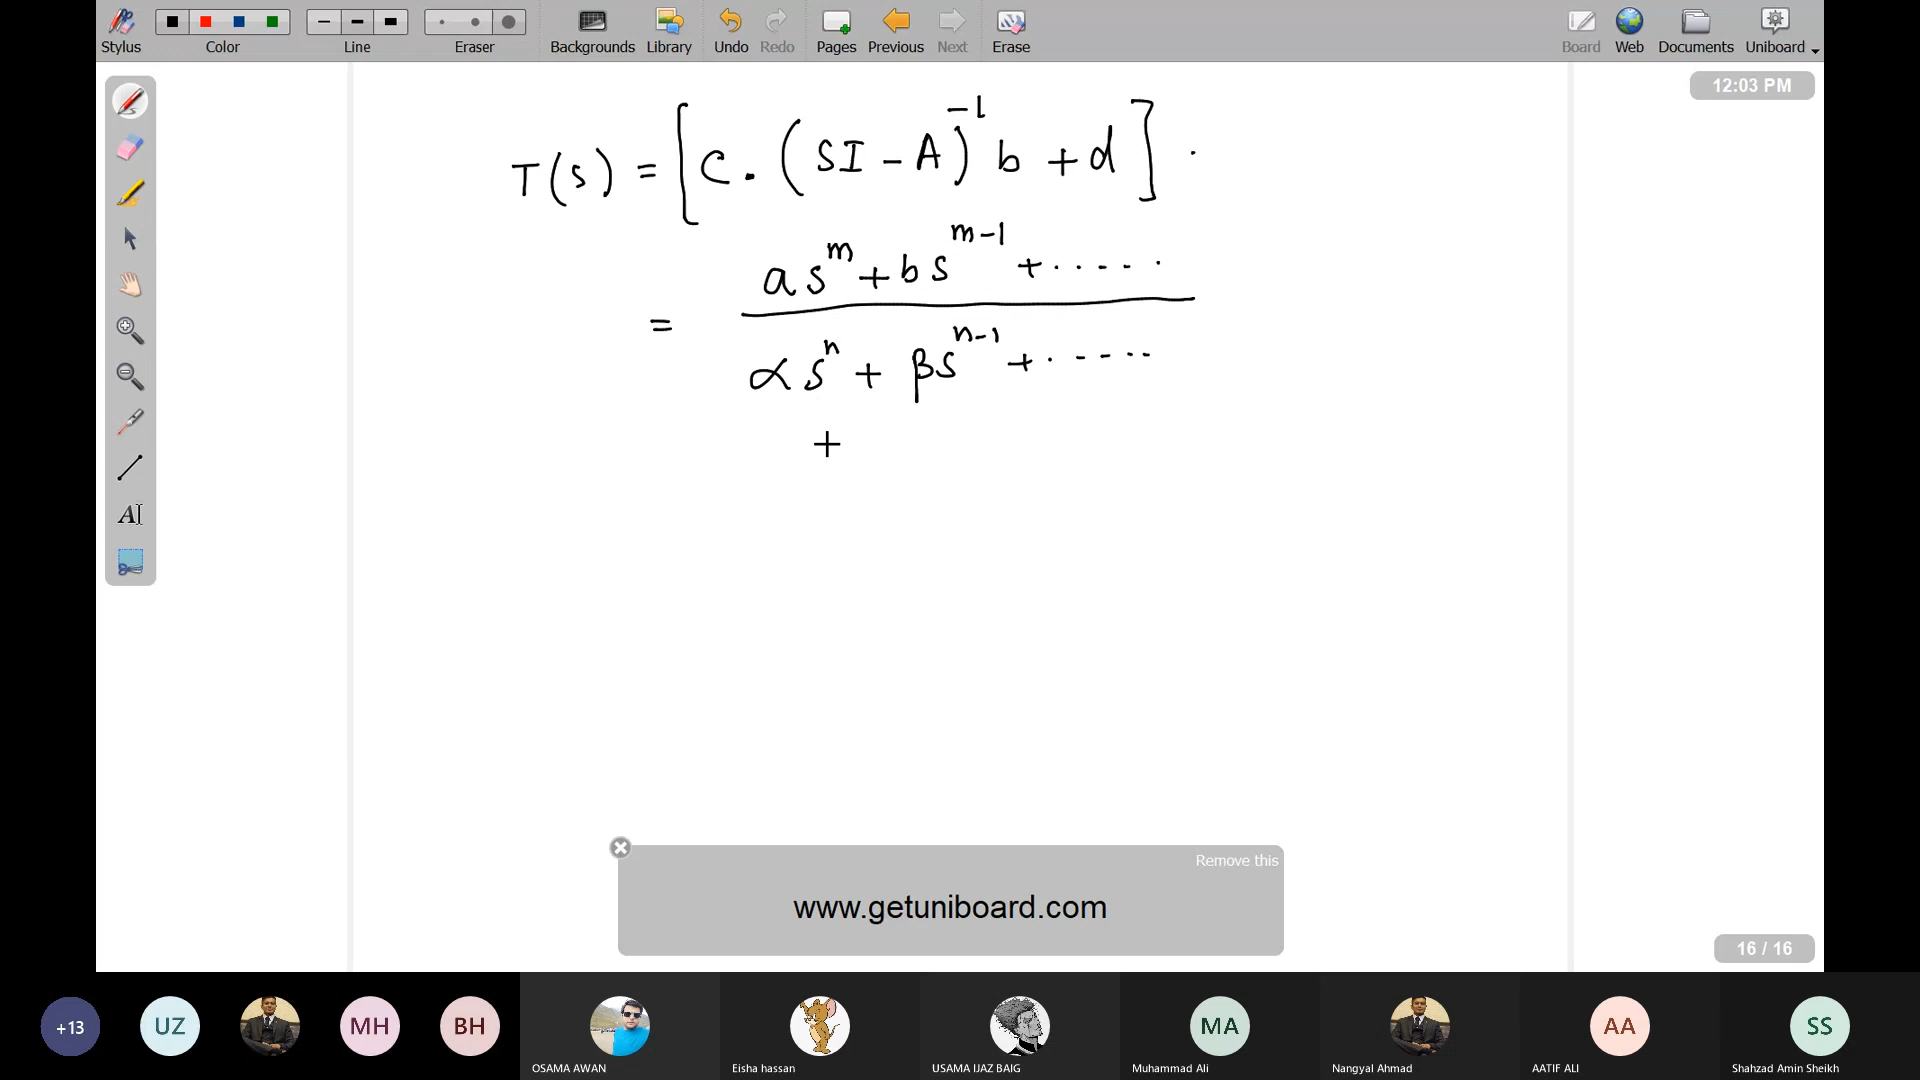 Stylus Color Line Eraser Backgrounds Library Undo Redo Pages Previous Next Erase Board Web Documents Uniboard
12:03 PM
T(s) = [C. (SI - A)⁻¹ b + d] .
= (as^m + bs^(m-1) + ......) / (αs^n + βs^(n-1) + ......)
+
AI
Remove this
www.getuniboard.com
16 / 16
+13 UZ MH BH MA AA SS
OSAMA AWAN Eisha hassan USAMA IJAZ BAIG Muhammad Ali Nangyal Ahmad AATIF ALI Shahzad Amin Sheikh